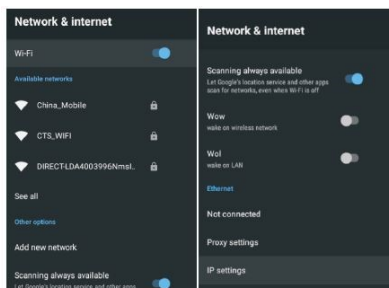 Network & internet
Wi-Fi
Available networks
China_Mobile
CTS_WIFI
DIRECT-LDA4003996Nmsl..
See all
Other options
Add new network
Scanning always available
Let Google's location service and other apps
Network & internet
Scanning always available
Let Google's location service and other apps
scan for networks, even when Wi-Fi is off
Wow
wake on wireless network
Wol
wake on LAN
Ethernet
Not connected
Proxy settings
IP settings